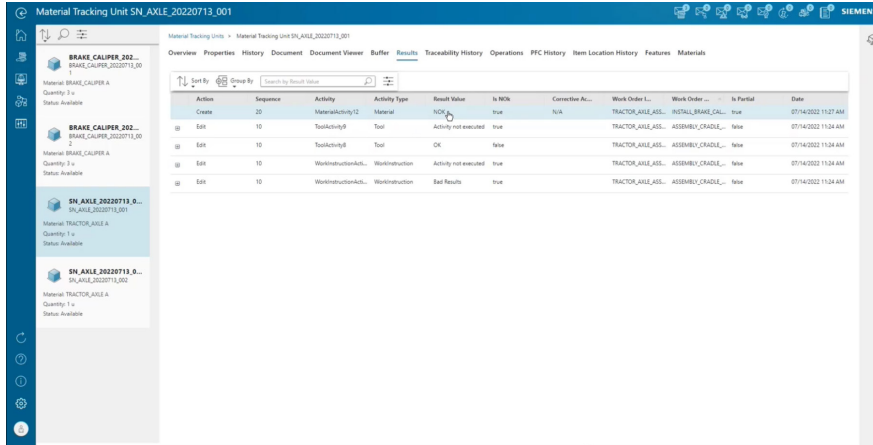 Material Tracking Unit SN_AXLE_20220713_001
SIEMEN
Material Tracking Units > Material Tracking Unit SN_AXLE_20220713_001
Overview Properties History Document Document Viewer Buffer Results Traceability History Operations PFC History Item Location History Features Materials
BRAKE_CALIPER_202...
BRAKE_CALIPER_20220713_00
1
Material: BRAKE_CALIPER A
Quantity: 3 u
Status: Available
BRAKE_CALIPER_202...
BRAKE_CALIPER_20220713_00
2
Material: BRAKE_CALIPER A
Quantity: 3 u
Status: Available
SN_AXLE_20220713_0...
SN_AXLE_20220713_001
Material: TRACTOR_AXLE A
Quantity: 1 u
Status: Available
SN_AXLE_20220713_0...
SN_AXLE_20220713_002
Material: TRACTOR_AXLE A
Quantity: 1 u
Status: Available
Sort By Group By Search by Result Value
Action Sequence Activity Activity Type Result Value Is NOk Corrective Ac... Work Order I... Work Order ... Is Partial Date
Create 20 MaterialActivity12 Material NOK true N/A TRACTOR_AXLE_ASS... INSTALL_BRAKE_CAL... true 07/14/2022 11:27 AM
Edit 10 ToolActivity9 Tool Activity not executed true TRACTOR_AXLE_ASS... ASSEMBLY_CRADLE_... false 07/14/2022 11:24 AM
Edit 10 ToolActivity8 Tool OK false TRACTOR_AXLE_ASS... ASSEMBLY_CRADLE_... false 07/14/2022 11:24 AM
Edit 10 WorkInstructionActi... WorkInstruction Activity not executed true TRACTOR_AXLE_ASS... ASSEMBLY_CRADLE_... false 07/14/2022 11:24 AM
Edit 10 WorkInstructionActi... WorkInstruction Bad Results true TRACTOR_AXLE_ASS... ASSEMBLY_CRADLE_... false 07/14/2022 11:24 AM